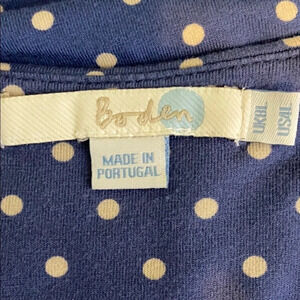 Boden
MADE IN
PORTUGAL
UK8L
US4L